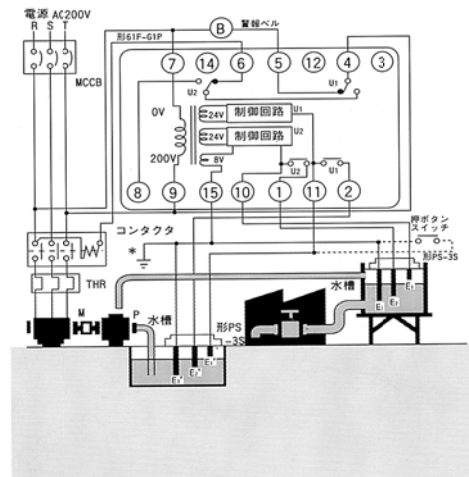 電源 AC200V
R S T
MCCB
形61F-G1P
B 警報ベル
7 14 6 5 12 4 3
U2
U1
0V
24V 制御回路 U1
24V 制御回路 U2
200V
8V
U2 U1
8 9 15 10 1 11 2
コンタクタ
*
押ボタン
スイッチ
形PS-3S
THR
水槽
E1 E2 E3
M P 水槽
形PS
-3S
E3' E2' E1'